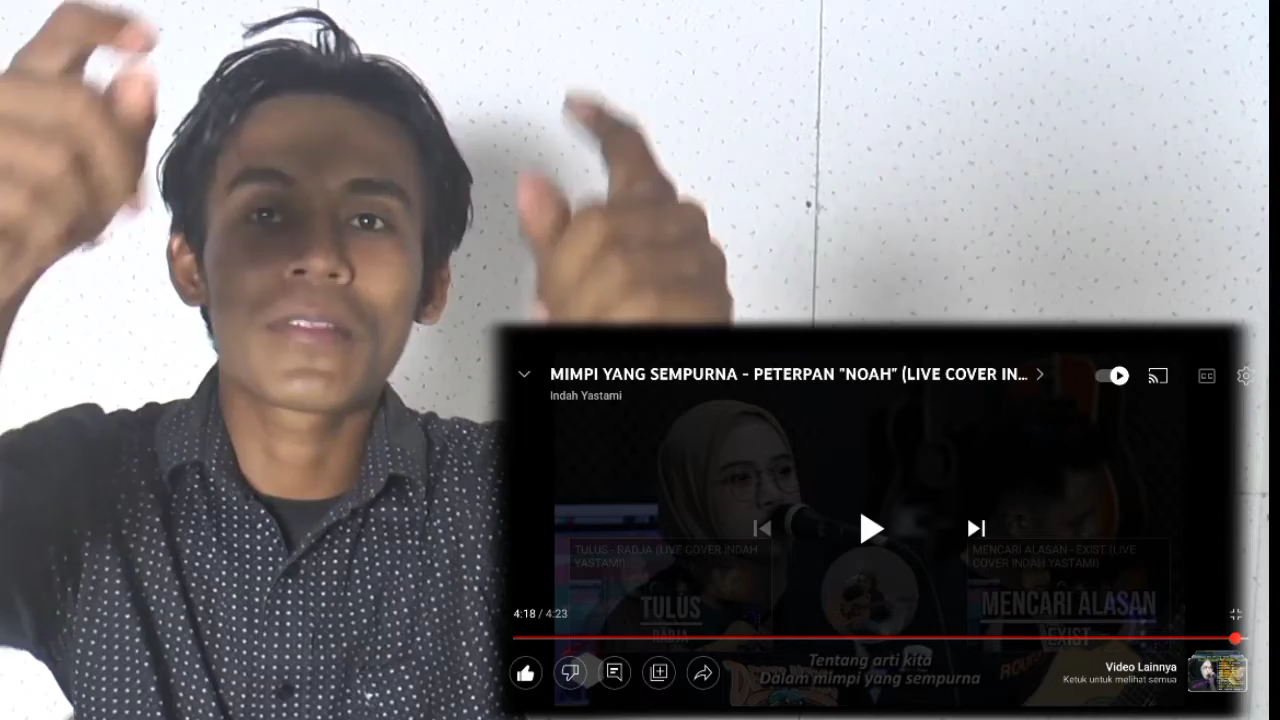 MIMPI YANG SEMPURNA - PETERPAN "NOAH" (LIVE COVER IN...
Indah Yastami
CC
TULUS - RADJA (LIVE COVER INDAH
YASTAMI)
MENCARI ALASAN - EXIST (LIVE
COVER INDAH YASTAMI)
TULUS
RADJA
MENCARI ALASAN
EXIST
4:18 / 4:23
Tentang arti kita
Dalam mimpi yang sempurna
Video Lainnya
Ketuk untuk melihat semua